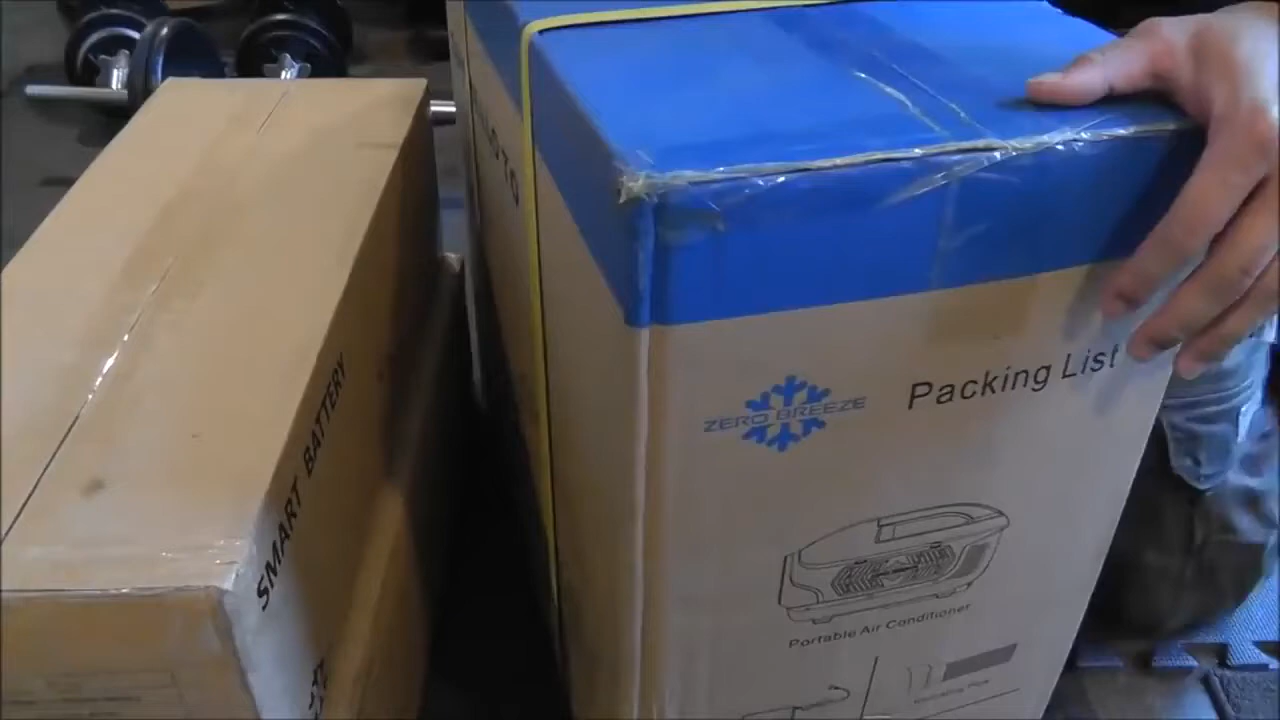 SMART BATTERY
ZERO BREEZE
Packing List
Portable Air Conditioner